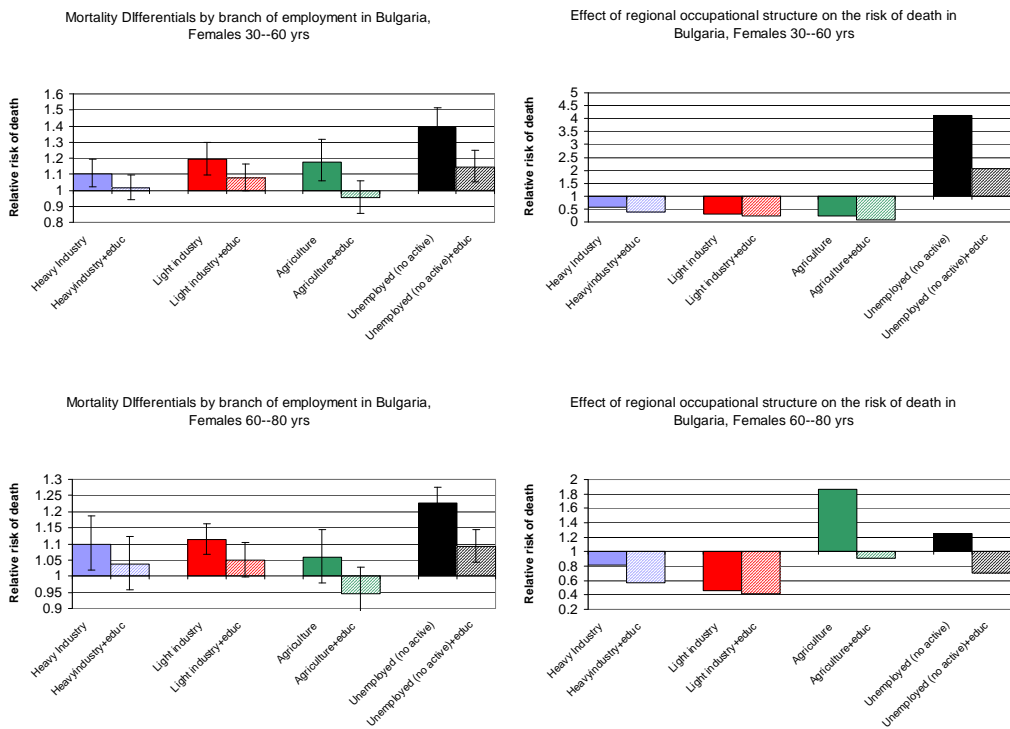 Mortality DIfferentials by branch of employment in Bulgaria,
Females 30--60 yrs
Relative risk of death
1.6
1.5
1.4
1.3
1.2
1.1
1
0.9
0.8
Heavy Industry
HeavyIndustry+educ
Light industry
Light industry+educ
Agriculture
Agriculture+educ
Unemployed (no active)
Unemployed (no active)+educ
Effect of regional occupational structure on the risk of death in
Bulgaria, Females 30--60 yrs
Relative risk of death
5
4.5
4
3.5
3
2.5
2
1.5
1
0.5
0
Heavy Industry
HeavyIndustry+educ
Light industry
Light industry+educ
Agriculture
Agriculture+educ
Unemployed (no active)
Unemployed (no active)+educ
Mortality DIfferentials by branch of employment in Bulgaria,
Females 60--80 yrs
Relative risk of death
1.3
1.25
1.2
1.15
1.1
1.05
1
0.95
0.9
Heavy Industry
HeavyIndustry+educ
Light industry
Light industry+educ
Agriculture
Agriculture+educ
Unemployed (no active)
Unemployed (no active)+educ
Effect of regional occupational structure on the risk of death in
Bulgaria, Females 60--80 yrs
Relative risk of death
2
1.8
1.6
1.4
1.2
1
0.8
0.6
0.4
0.2
Heavy Industry
HeavyIndustry+educ
Light industry
Light industry+educ
Agriculture
Agriculture+educ
Unemployed (no active)
Unemployed (no active)+educ